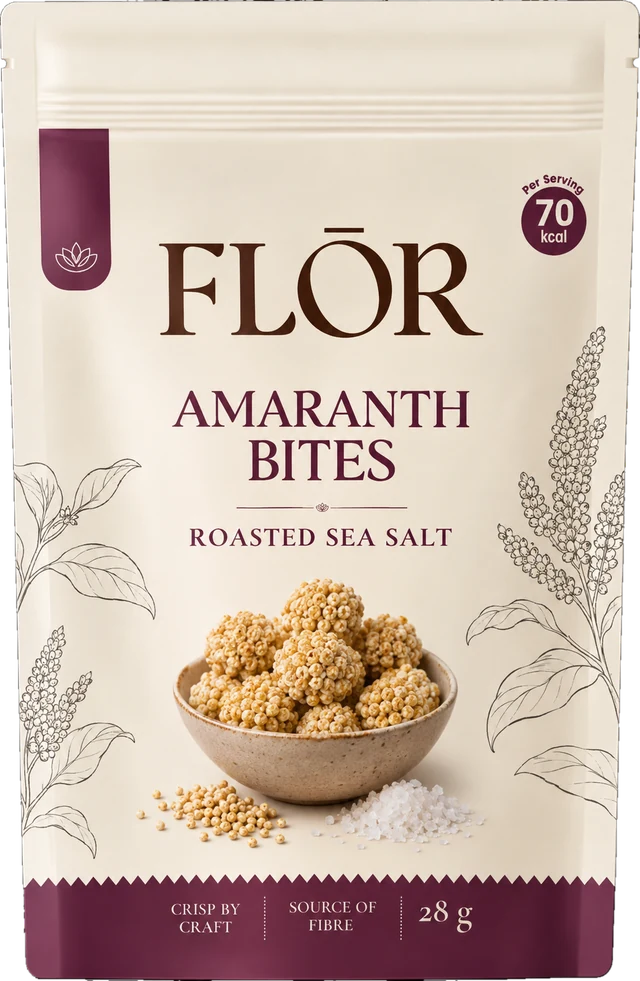 Per Serving
70
kcal
FLŌR
AMARANTH
BITES
ROASTED SEA SALT
CRISP BY
CRAFT
SOURCE OF
FIBRE
28 g